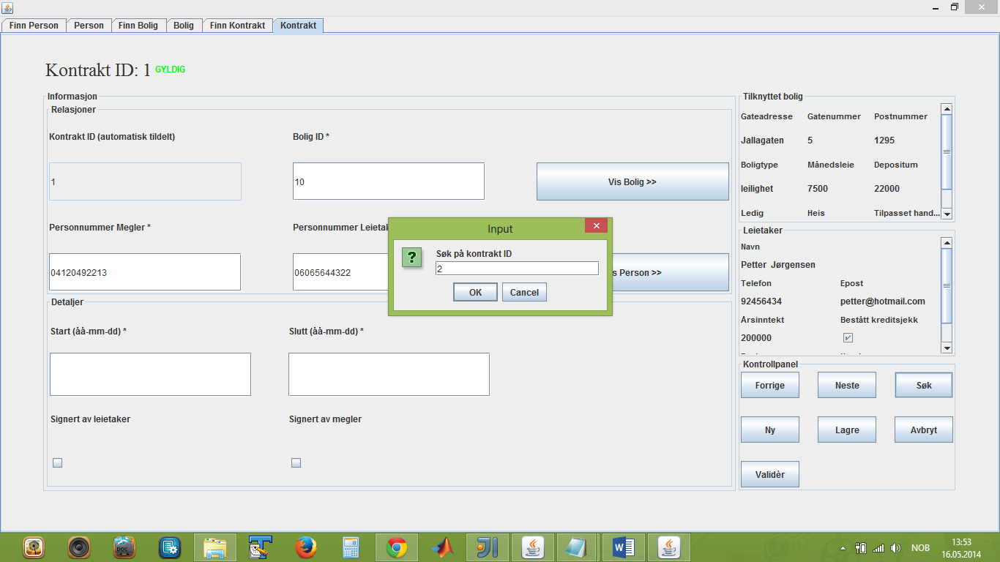 Finn Person Person Finn Bolig Bolig Finn Kontrakt Kontrakt
Kontrakt ID: 1 GYLDIG
Informasjon
Relasjoner
Kontrakt ID (automatisk tildelt) Bolig ID *
1 10 Vis Bolig >>
Personnummer Megler * Personnummer
04120492213 06065644322 Person >>
Input
Søk på kontrakt ID
2
OK Cancel
Detaljer
Start (åå-mm-dd) * Slutt (åå-mm-dd) *
Signert av leietaker Signert av megler
Tilknyttet bolig
Gateadresse Gatenummer Postnummer
Jallagaten 5 1295
Boligtype Månedsleie Depositum
leilighet 7500 22000
Ledig Heis Tilpasset hand...
Leietaker
Navn
Petter Jørgensen
Telefon Epost
92456434 petter@hotmail.com
Årsinntekt Bestått kreditsjekk
200000
Kontrollpanel
Forrige Neste Søk
Ny Lagre Avbryt
Validèr
DOC
NOB 13:53
16.05.2014